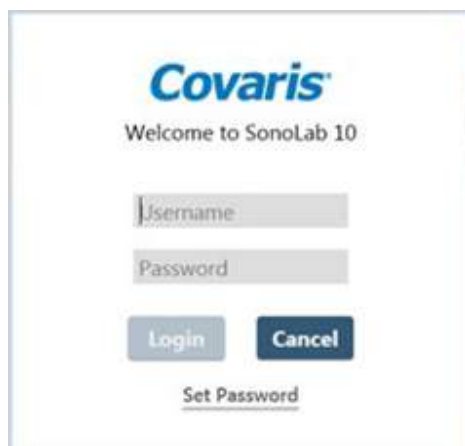 Covaris
Welcome to SonoLab 10
Username
Password
Login Cancel
Set Password